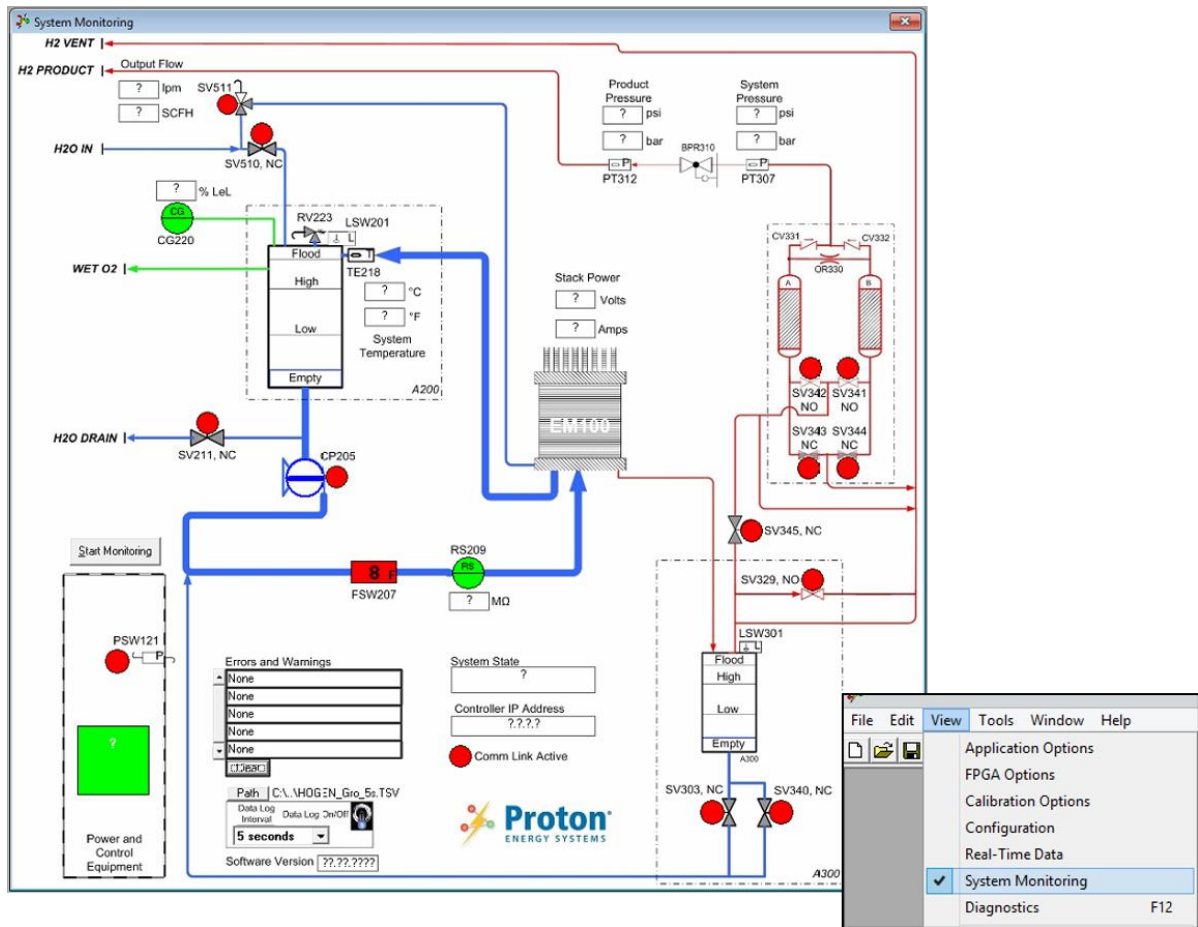 System Monitoring
H2 VENT
H2 PRODUCT
Output Flow
? lpm
? SCFH
SV511
Product
Pressure
? psi
? bar
System
Pressure
? psi
? bar
BPR310
P
PT312
P
PT307
H2O IN
SV510, NC
? % LeL
CG
CG220
RV223
LSW201
L
Flood
T
TE218
High
? °C
? °F
Low
System
Temperature
Empty
A200
WET O2
CV331
CV332
OR330
A
B
Stack Power
? Volts
? Amps
EM100
SV342
NO
SV341
NO
SV343
NC
SV344
NC
H2O DRAIN
SV211, NC
CP205
SV345, NC
Start Monitoring
8 F
FSW207
RS209
RS
? MΩ
SV329, NO
PSW121
P
?
Power and
Control
Equipment
Errors and Warnings
None
None
None
None
None
Clear
Path C:\..\HOGEN_Gro_5s.TSV
Data Log
Interval
Data Log On/Off
5 seconds
Software Version ??.??.????
System State
?
Controller IP Address
?.?.?.?
Comm Link Active
Proton
ENERGY SYSTEMS
LSW301
L
Flood
High
Low
Empty
A300
SV303, NC
SV340, NC
A300
File Edit View Tools Window Help
Application Options
FPGA Options
Calibration Options
Configuration
Real-Time Data
System Monitoring
Diagnostics F12